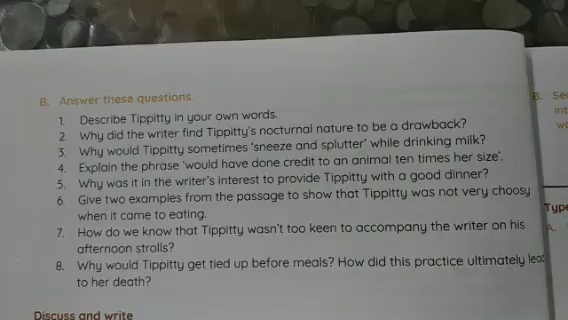 B. Answer these questions.
1. Describe Tippitty in your own words.
2. Why did the writer find Tippitty's nocturnal nature to be a drawback?
3. Why would Tippitty sometimes 'sneeze and splutter' while drinking milk?
4. Explain the phrase 'would have done credit to an animal ten times her size'.
5. Why was it in the writer's interest to provide Tippitty with a good dinner?
6. Give two examples from the passage to show that Tippitty was not very choosy
when it came to eating.
7. How do we know that Tippitty wasn't too keen to accompany the writer on his
afternoon strolls?
8. Why would Tippitty get tied up before meals? How did this practice ultimately
to her death?
Discuss and write
B.
Type
A.